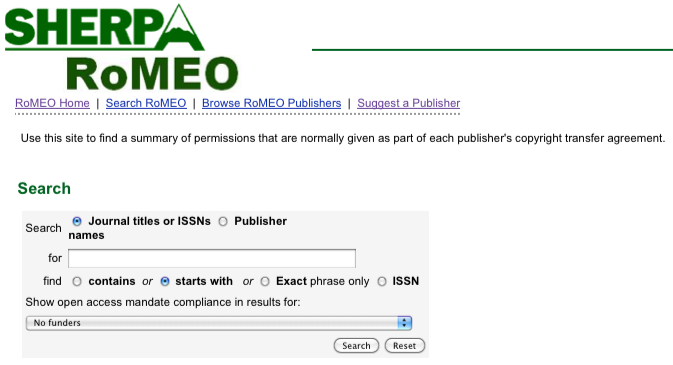 SHERPA
RoMEO
RoMEO Home | Search RoMEO | Browse RoMEO Publishers | Suggest a Publisher
Use this site to find a summary of permissions that are normally given as part of each publisher's copyright transfer agreement.
Search
Search Journal titles or ISSNs Publisher
names
for
find contains or starts with or Exact phrase only ISSN
Show open access mandate compliance in results for:
No funders
Search Reset